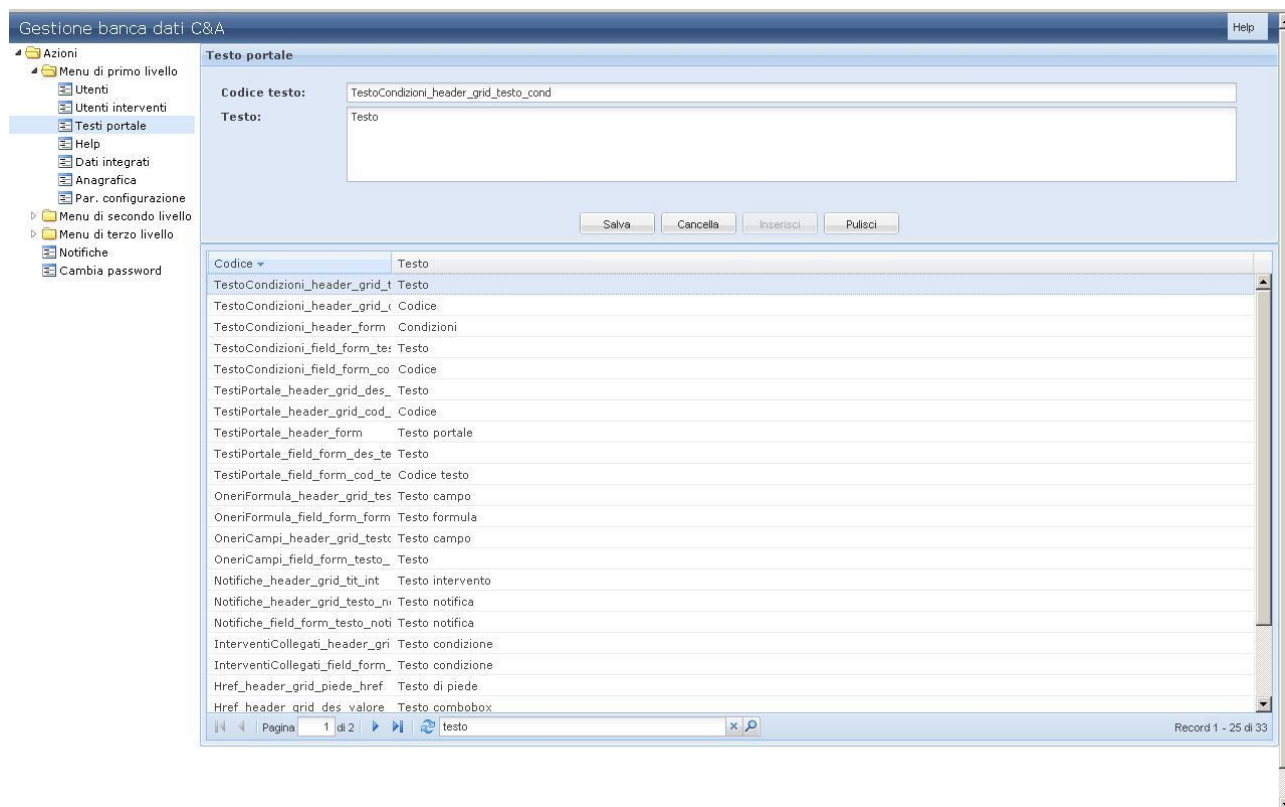 Gestione banca dati C&A
Help
Azioni
Menu di primo livello
Utenti
Utenti interventi
Testi portale
Help
Dati integrati
Anagrafica
Par. configurazione
Menu di secondo livello
Menu di terzo livello
Notifiche
Cambia password
Testo portale
Codice testo: TestoCondizioni_header_grid_testo_cond
Testo: Testo
Salva Cancella Inserisci Pulisci
Codice Testo
TestoCondizioni_header_grid_t Testo
TestoCondizioni_header_grid_c Codice
TestoCondizioni_header_form Condizioni
TestoCondizioni_field_form_tes Testo
TestoCondizioni_field_form_co Codice
TestiPortale_header_grid_des_ Testo
TestiPortale_header_grid_cod_ Codice
TestiPortale_header_form Testo portale
TestiPortale_field_form_des_te Testo
TestiPortale_field_form_cod_te Codice testo
OneriFormula_header_grid_tes Testo campo
OneriFormula_field_form_form Testo formula
OneriCampi_header_grid_testo Testo campo
OneriCampi_field_form_testo_ Testo
Notifiche_header_grid_tit_int Testo intervento
Notifiche_header_grid_testo_n Testo notifica
Notifiche_field_form_testo_noti Testo notifica
InterventiCollegati_header_gri Testo condizione
InterventiCollegati_field_form_ Testo condizione
Href_header_grid_piede_href Testo di piede
Href_header_grid_des_valore Testo combobox
Pagina 1 di 2 testo Record 1 - 25 di 33